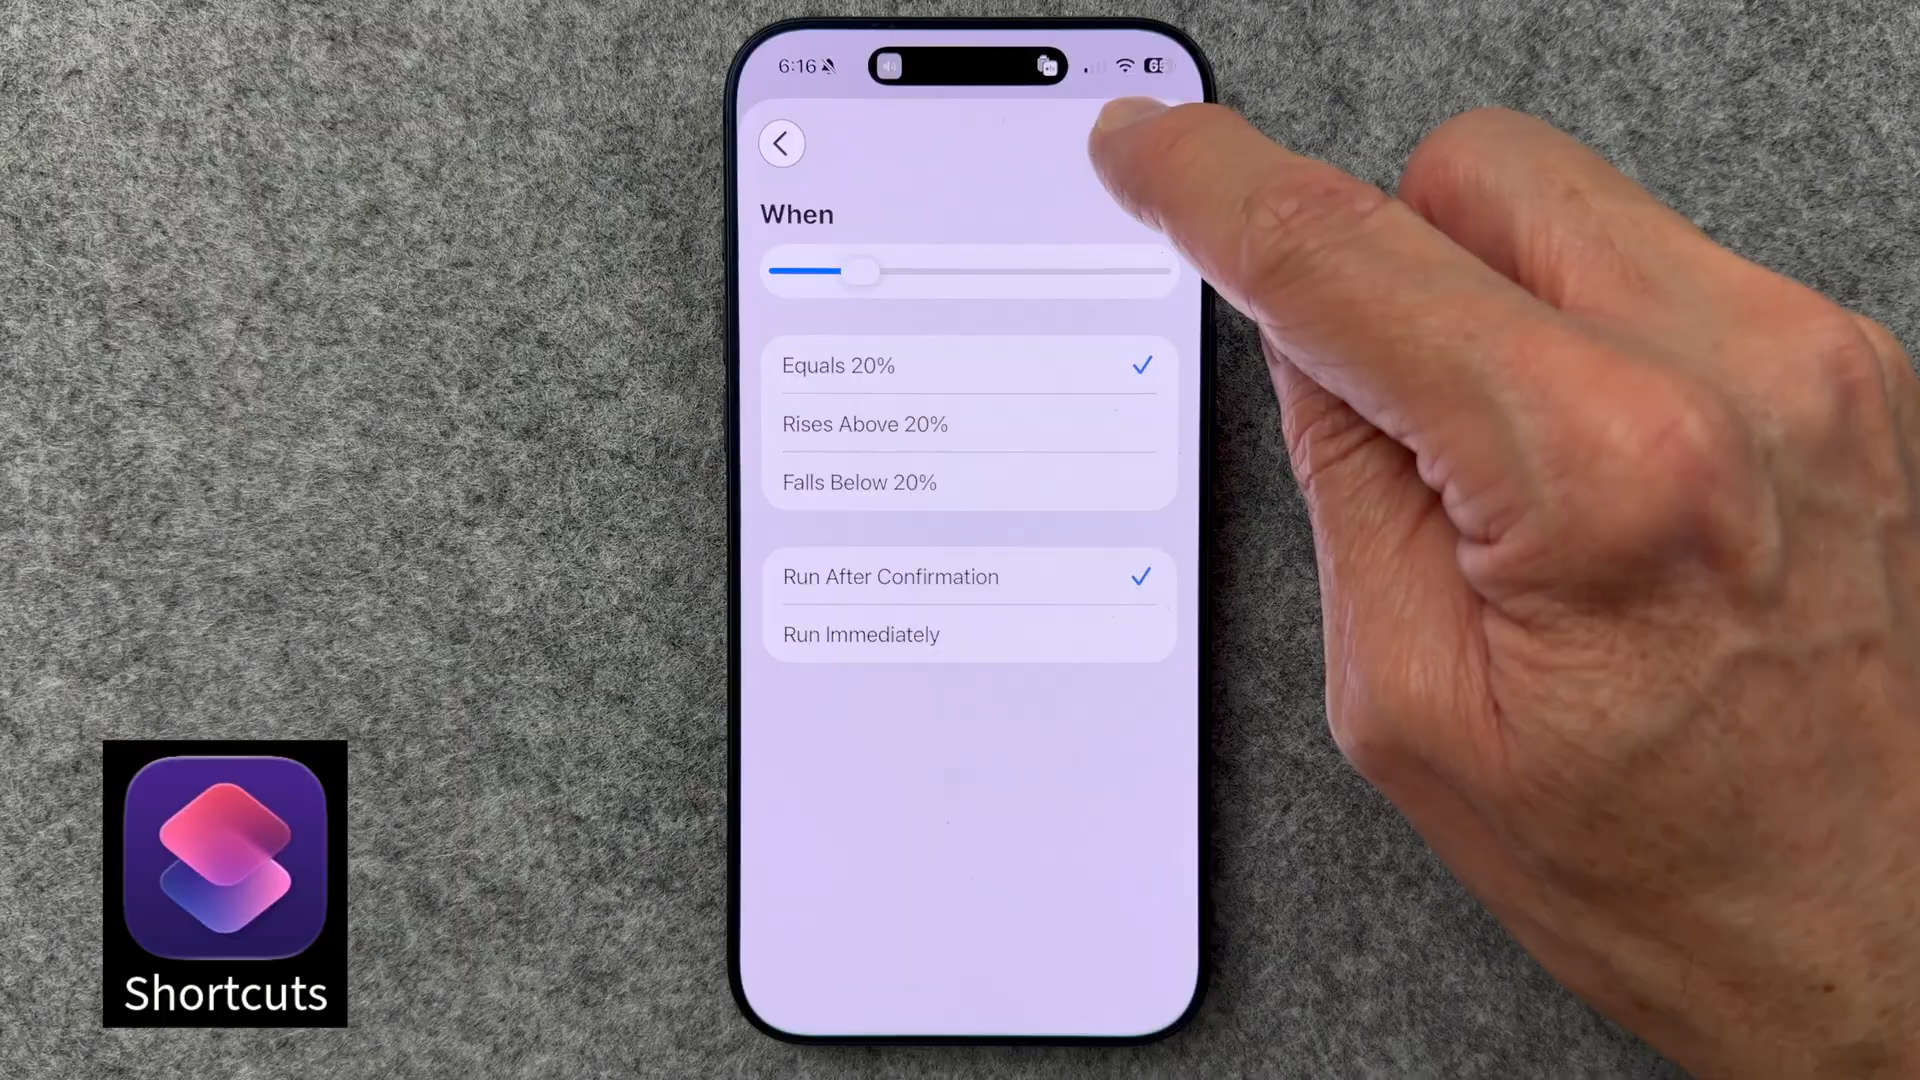 6:16
When
Equals 20%
Rises Above 20%
Falls Below 20%
Run After Confirmation
Run Immediately
Shortcuts